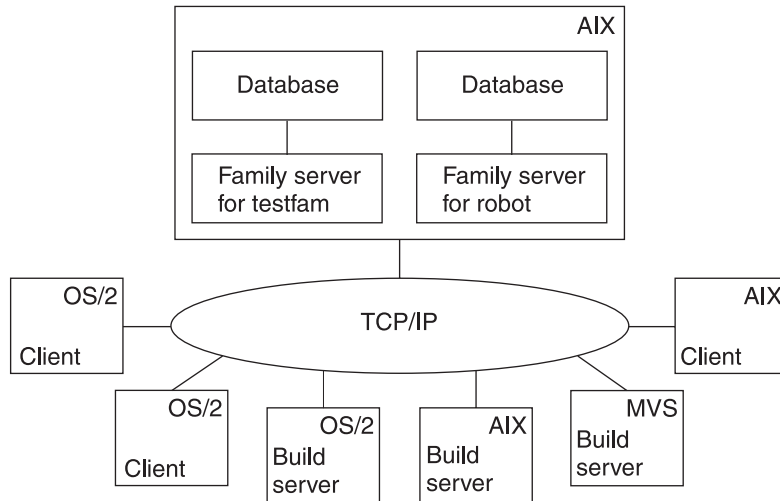 AIX
Database
Database
Family server
for testfam
Family server
for robot
OS/2
Client
TCP/IP
AIX
Client
OS/2
Client
OS/2
Build
server
AIX
Build
server
MVS
Build
server